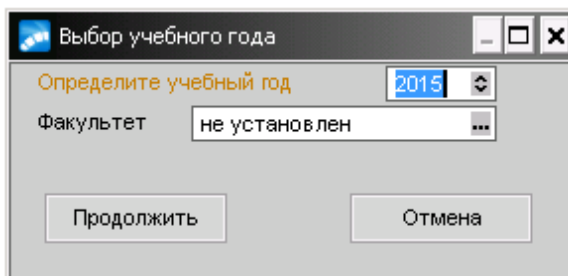 Выбор учебного года
Определите учебный год 2015
Факультет не установлен ...
Продолжить Отмена